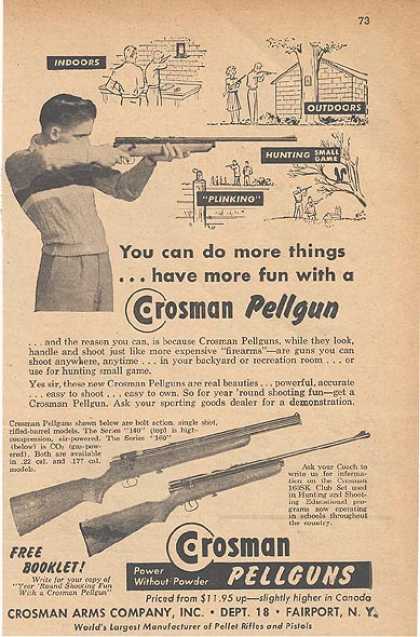 73
INDOORS
OUTDOORS
HUNTING SMALL GAME
"PLINKING"
You can do more things
... have more fun with a
Crosman Pellgun
... and the reason you can, is because Crosman Pellguns, while they look,
handle and shoot just like more expensive "firearms"—are guns you can
shoot anywhere, anytime . . . in your backyard or recreation room . . . or
use for hunting small game.
Yes sir, these new Crosman Pellguns are real beauties . . . powerful, accurate
. . . easy to shoot . . . easy to own. So for year 'round shooting fun—get a
Crosman Pellgun. Ask your sporting goods dealer for a demonstration.
Crosman Pellguns shown below are bolt action, single shot,
rifled-barrel models. The Series "140" (top) is high-
compression, air-powered. The Series "160"
(below) is CO₂ (gas-pow-
ered). Both are available
in .22 cal. and .177 cal.
models.
Ask your Coach to
write us for informa-
tion on the Crosman
160SK Club Set used
in Hunting and Shoot-
ing Educational pro-
grams now operating
in schools throughout
the country.
FREE
BOOKLET!
Write for your copy of
"Year 'Round Shooting Fun
With a Crosman Pellgun"
Crosman
Power
Without Powder
PELLGUNS
Priced from $11.95 up—slightly higher in Canada
CROSMAN ARMS COMPANY, INC. • DEPT. 18 • FAIRPORT, N. Y.
World's Largest Manufacturer of Pellet Rifles and Pistols